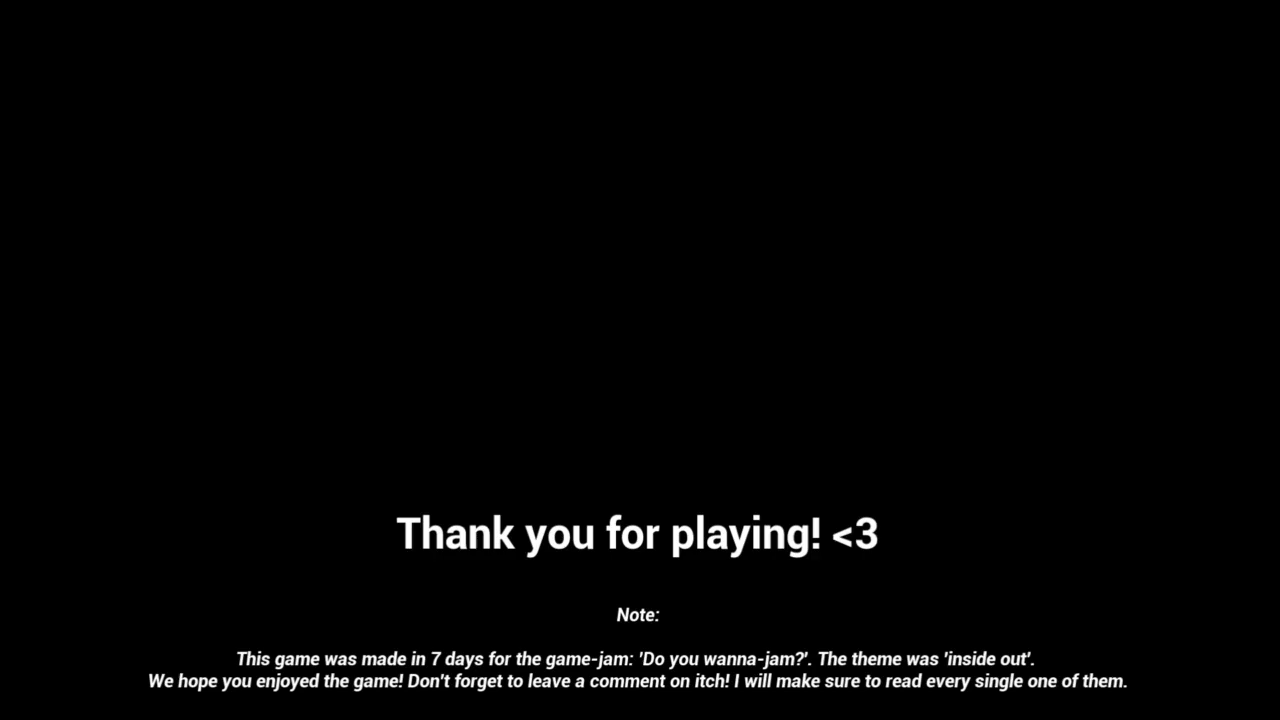 Thank you for playing! <3
Note:
This game was made in 7 days for the game-jam: 'Do you wanna-jam?'. The theme was 'inside out'.
We hope you enjoyed the game! Don't forget to leave a comment on itch! I will make sure to read every single one of them.